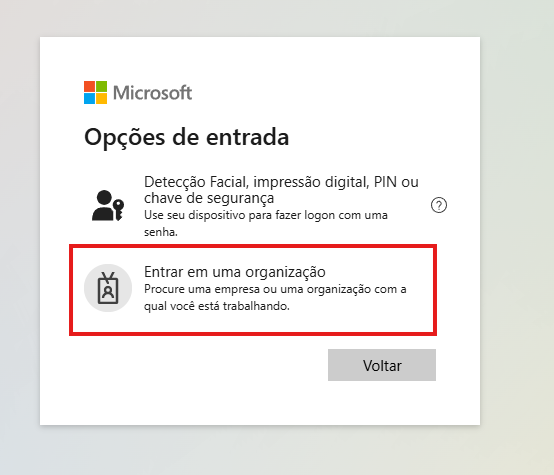 Microsoft
Opções de entrada
Detecção Facial, impressão digital, PIN ou
chave de segurança
Use seu dispositivo para fazer logon com uma
senha.
?
Entrar em uma organização
Procure uma empresa ou uma organização com a
qual você está trabalhando.
Voltar